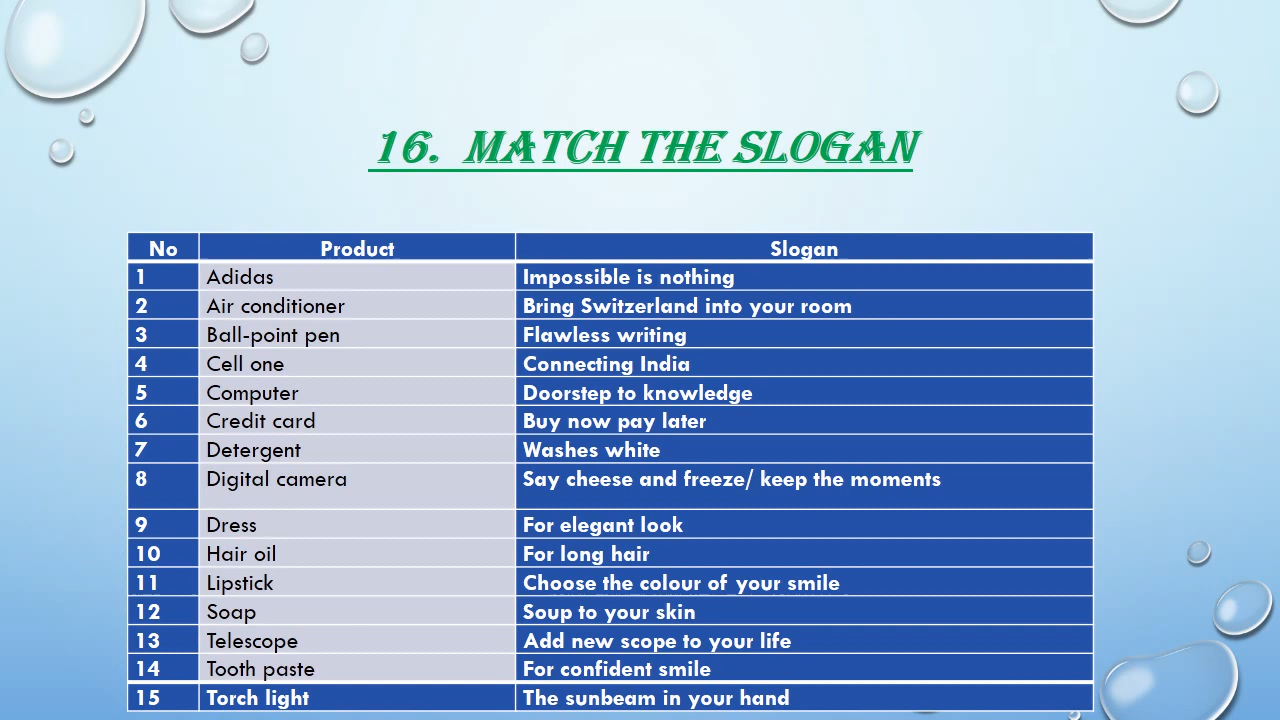 16. MATCH THE SLOGAN
No Product Slogan
1 Adidas Impossible is nothing
2 Air conditioner Bring Switzerland into your room
3 Ball-point pen Flawless writing
4 Cell one Connecting India
5 Computer Doorstep to knowledge
6 Credit card Buy now pay later
7 Detergent Washes white
8 Digital camera Say cheese and freeze/ keep the moments
9 Dress For elegant look
10 Hair oil For long hair
11 Lipstick Choose the colour of your smile
12 Soap Soup to your skin
13 Telescope Add new scope to your life
14 Tooth paste For confident smile
15 Torch light The sunbeam in your hand